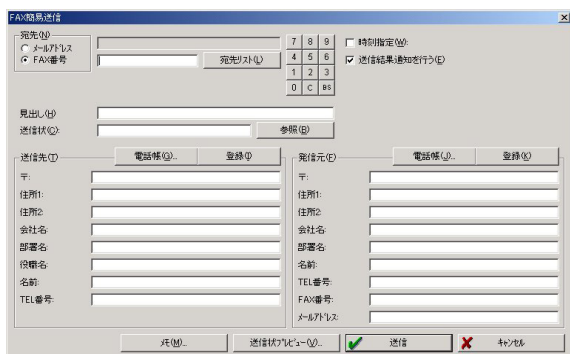 FAX簡易送信
宛先(N)
メールアドレス
FAX番号
宛先リスト(L)
7 8 9
4 5 6
1 2 3
0 C BS
時刻指定(W):
送信結果通知を行う(E)
見出し(H)
送信状(C):
参照(B)
送信先(T)
電話帳(G)...
登録(I)
〒:
住所1:
住所2:
会社名:
部署名:
役職名:
名前:
TEL番号:
発信元(F)
電話帳(J)...
登録(K)
〒:
住所1:
住所2:
会社名:
部署名:
名前:
TEL番号:
FAX番号:
メールアドレス:
メモ(M)...
送信状プレビュー(V)...
送信
キャンセル